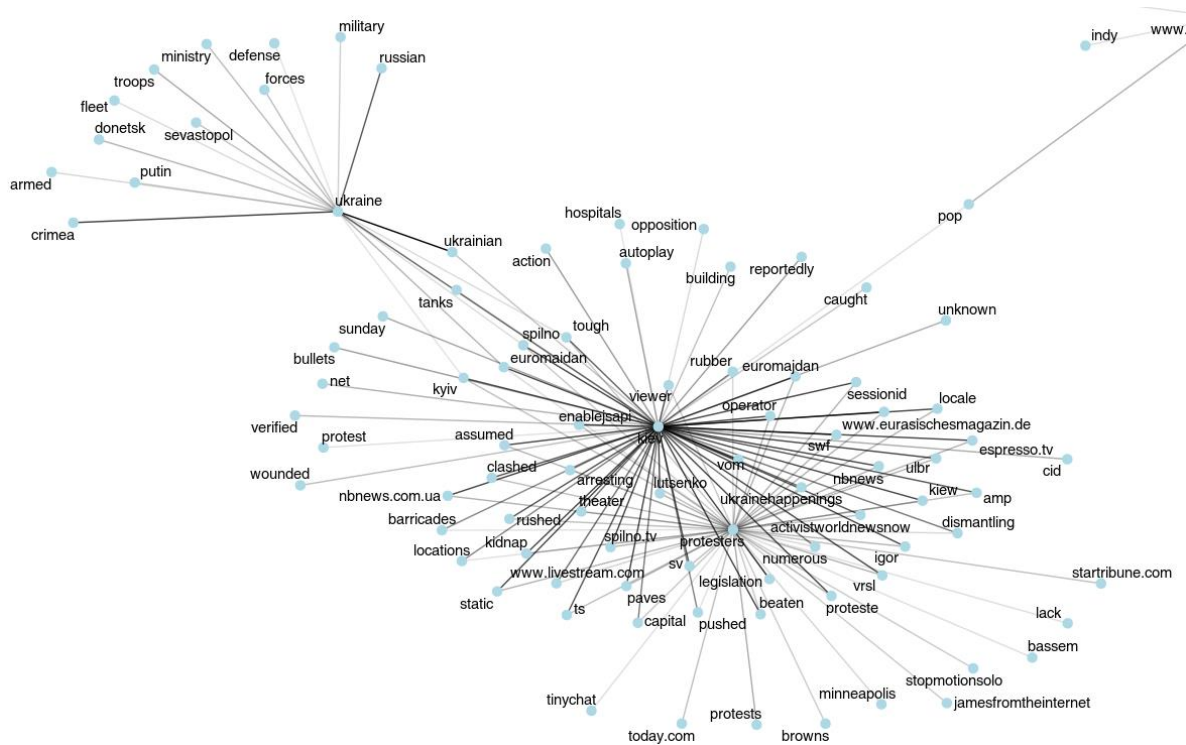 military
indy
www.
ministry
defense
russian
troops
forces
fleet
donetsk
sevastopol
armed
putin
ukraine
hospitals
opposition
pop
crimea
ukrainian
action
autoplay
building
reportedly
tanks
caught
unknown
sunday
spilno
tough
bullets
euromaidan
rubber
euromajdan
net
kyiv
viewer
sessionid
locale
verified
enablejsapi
operator
www.eurasischesmagazin.de
protest
assumed
kiev
swf
espresso.tv
wounded
clashed
arresting
vom
nbnews
ulbr
cid
nbnews.com.ua
theater
lutsenko
ukrainehappenings
kiew
amp
barricades
rushed
activistworldnewsnow
dismantling
locations
kidnap
spilno.tv
protesters
numerous
igor
www.livestream.com
sv
legislation
vrsl
startribune.com
static
ts
paves
beaten
proteste
capital
pushed
lack
bassem
stopmotionsolo
tinychat
minneapolis
jamesfromtheinternet
today.com
protests
browns